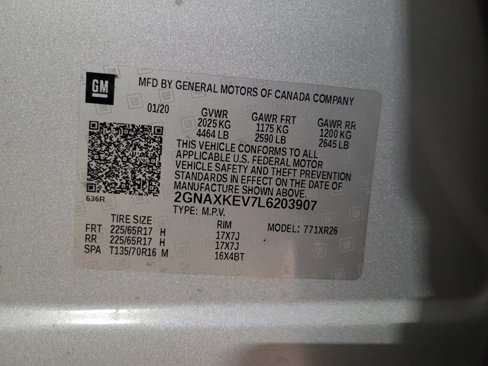 GM
MFD BY GENERAL MOTORS OF CANADA COMPANY
01/20
GVWR GAWR FRT GAWR RR
2025 KG 1175 KG 1200 KG
4464 LB 2590 LB 2645 LB
THIS VEHICLE CONFORMS TO ALL
APPLICABLE U.S. FEDERAL MOTOR
VEHICLE SAFETY AND THEFT PREVENTION
STANDARDS IN EFFECT ON THE DATE OF
MANUFACTURE SHOWN ABOVE.
2GNAXKEV7L6203907
636R
TYPE: M.P.V.
MODEL: 771XR26
TIRE SIZE RIM
FRT 225/65R17 H 17X7J
RR 225/65R17 H 17X7J
SPA T135/70R16 M 16X4BT